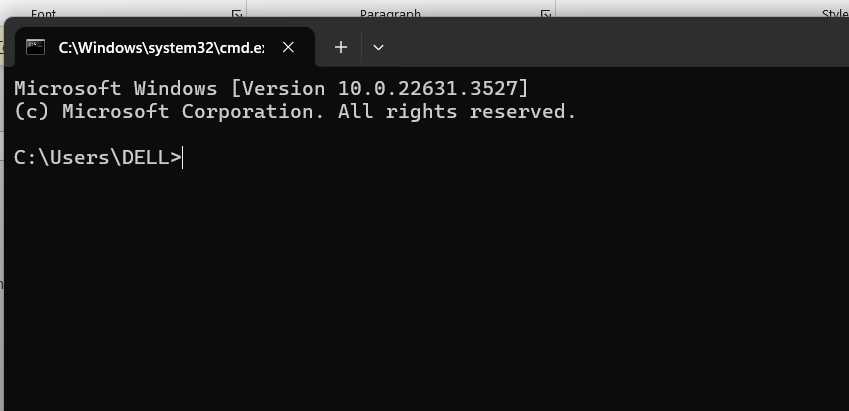 Font Paragraph Style
C:\Windows\system32\cmd.e
Microsoft Windows [Version 10.0.22631.3527]
(c) Microsoft Corporation. All rights reserved.
C:\Users\DELL>